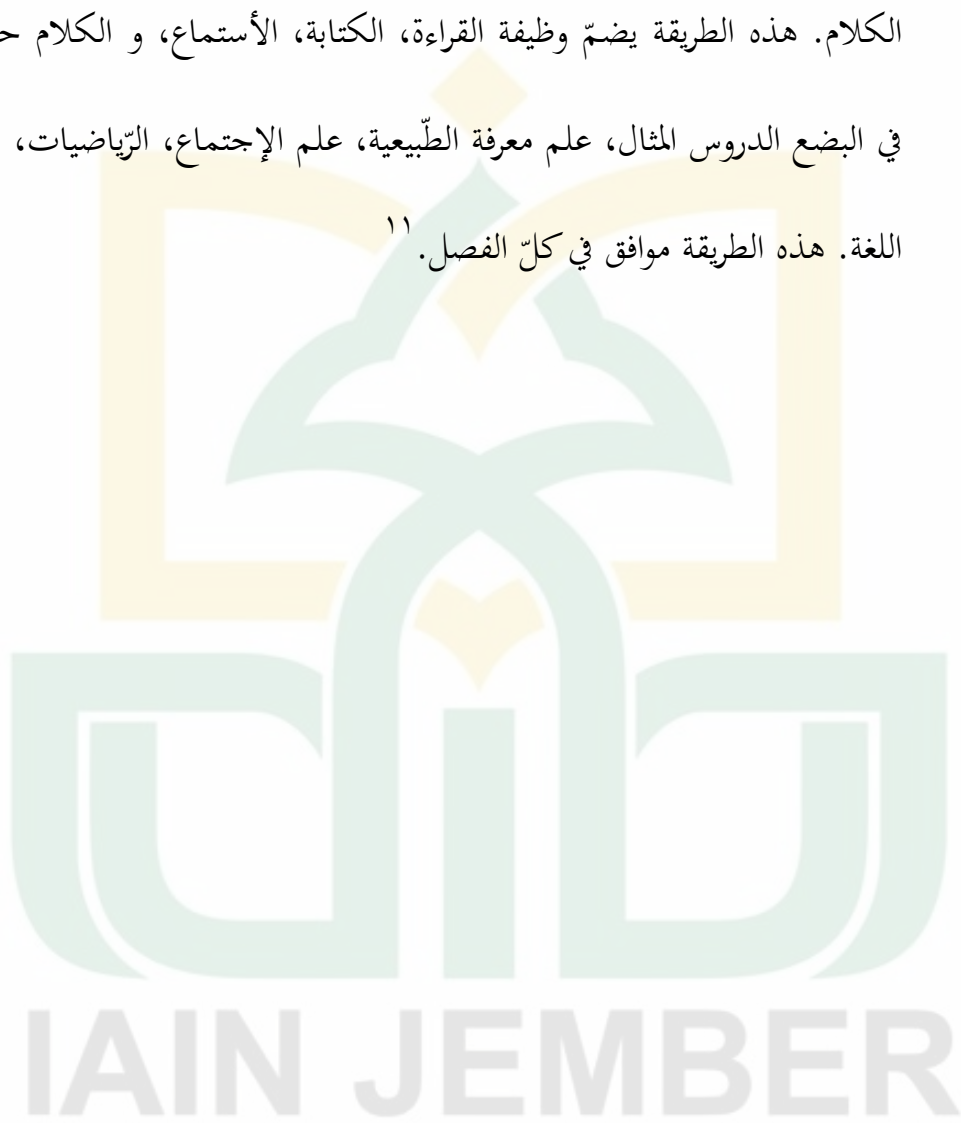 الكلام. هذه الطريقة يضمّ وظيفة القراءة، الكتابة، الأستماع، و الكلام
في البضع الدروس المثال، علم معرفة الطّبيعية، علم الإجتماع، الرّياضيات،
اللغة. هذه الطريقة موافق في كلّ الفصل.١١
IAIN JEMBER